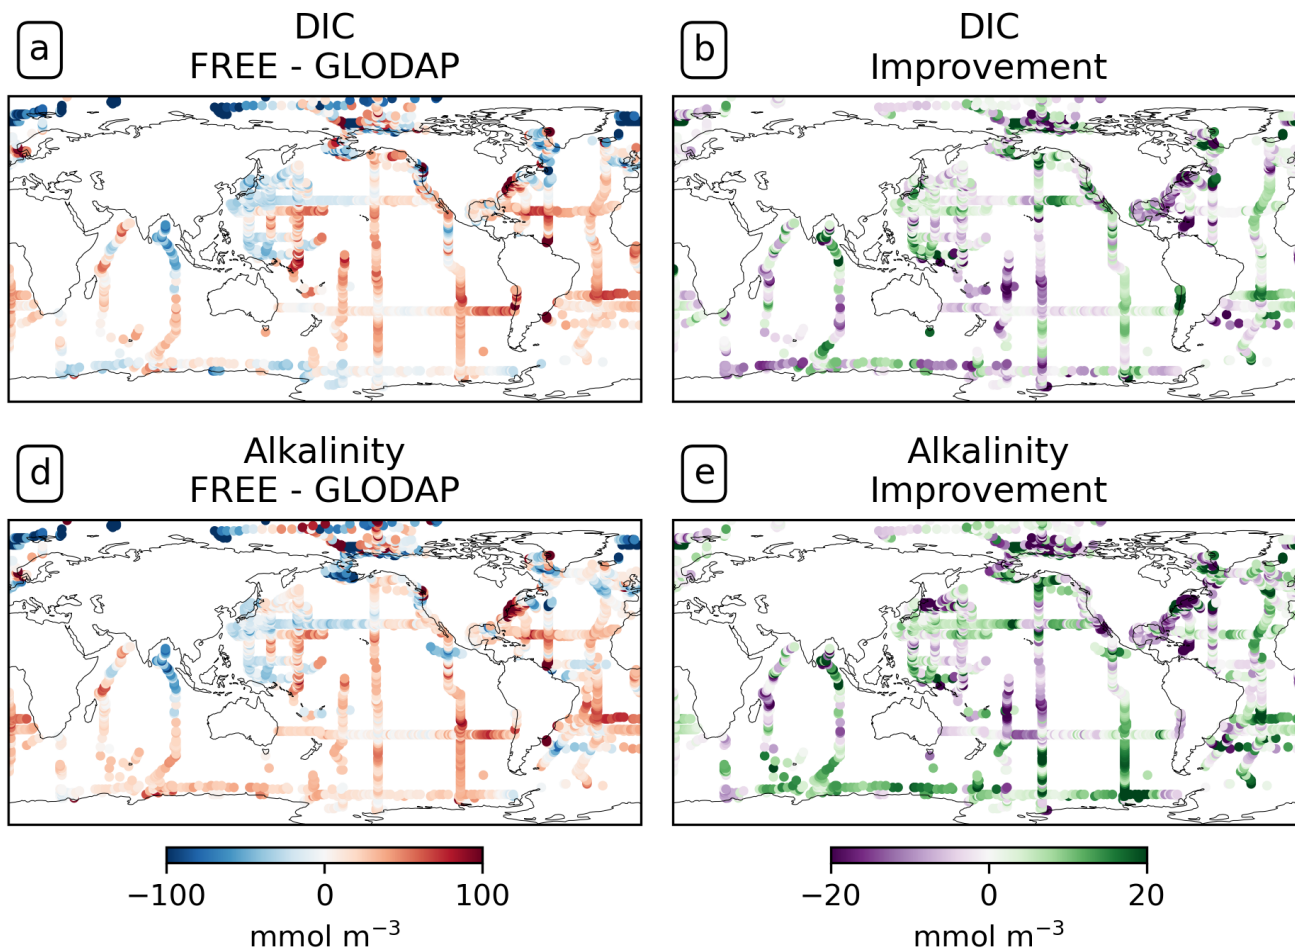 a
DIC
FREE - GLODAP
b
DIC
Improvement
d
Alkalinity
FREE - GLODAP
e
Alkalinity
Improvement
−100 0 100
mmol m⁻³
−20 0 20
mmol m⁻³